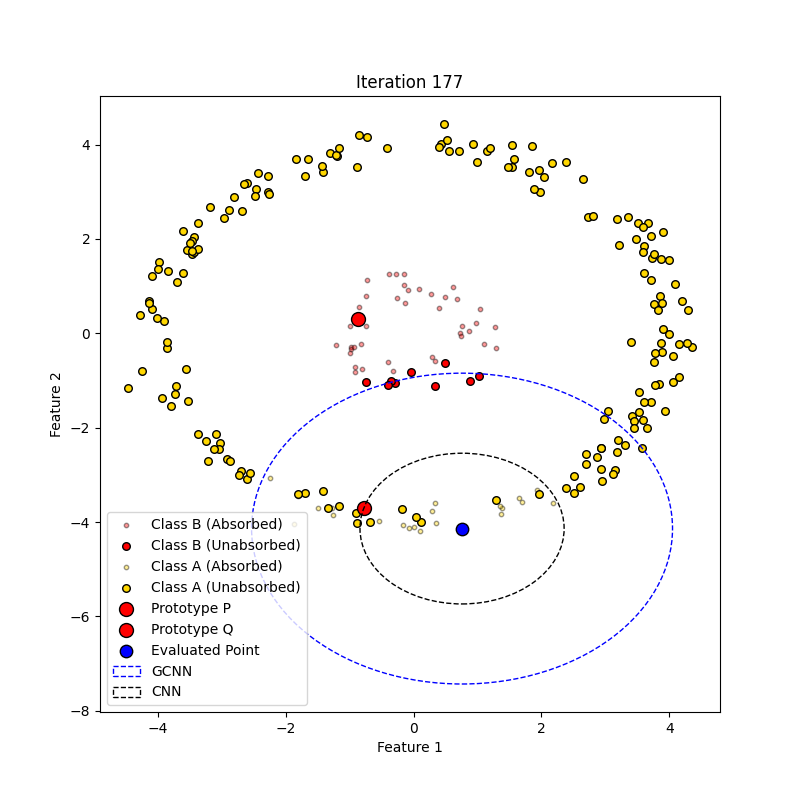 Iteration 177
4
2
0
−2
−4
−6
−8
Feature 2
Class B (Absorbed)
Class B (Unabsorbed)
Class A (Absorbed)
Class A (Unabsorbed)
Prototype P
Prototype Q
Evaluated Point
GCNN
CNN
−4 −2 0 2 4
Feature 1